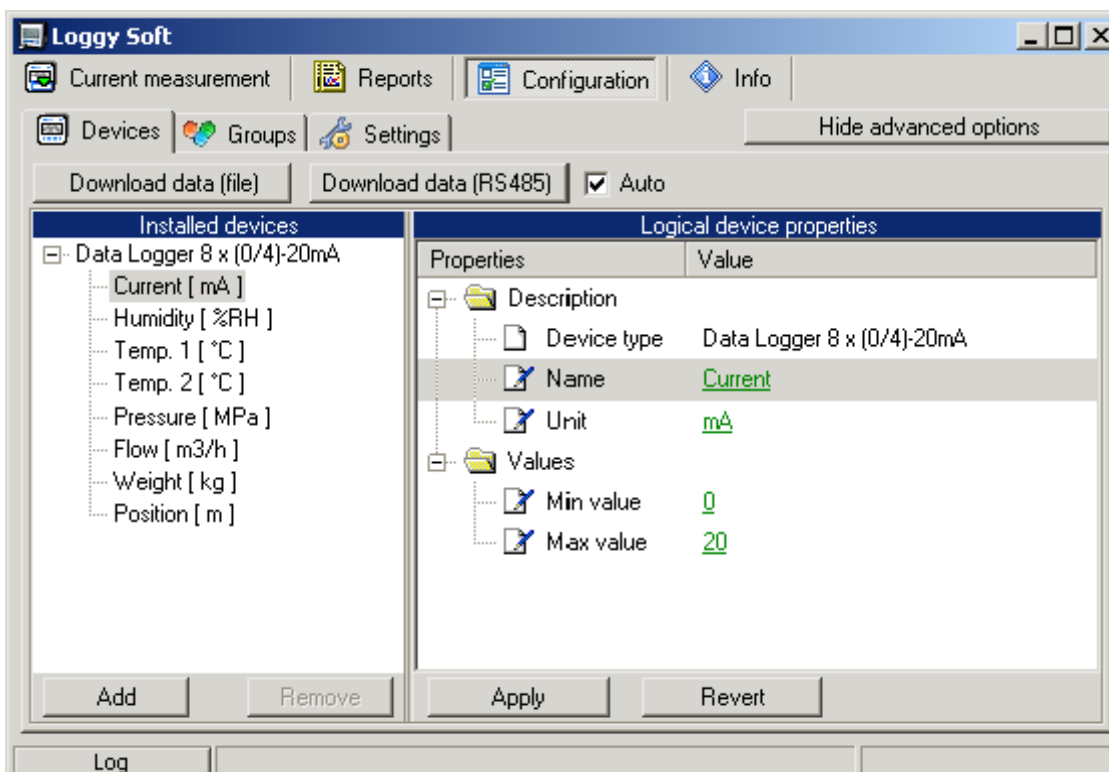 Loggy Soft
Current measurement Reports Configuration Info
Devices Groups Settings Hide advanced options
Download data (file) Download data (RS485) Auto
Installed devices
Data Logger 8 x (0/4)-20mA
Current [ mA ]
Humidity [ %RH ]
Temp. 1 [ °C ]
Temp. 2 [ °C ]
Pressure [ MPa ]
Flow [ m3/h ]
Weight [ kg ]
Position [ m ]
Add Remove
Logical device properties
Properties Value
Description
Device type Data Logger 8 x (0/4)-20mA
Name Current
Unit mA
Values
Min value 0
Max value 20
Apply Revert
Log